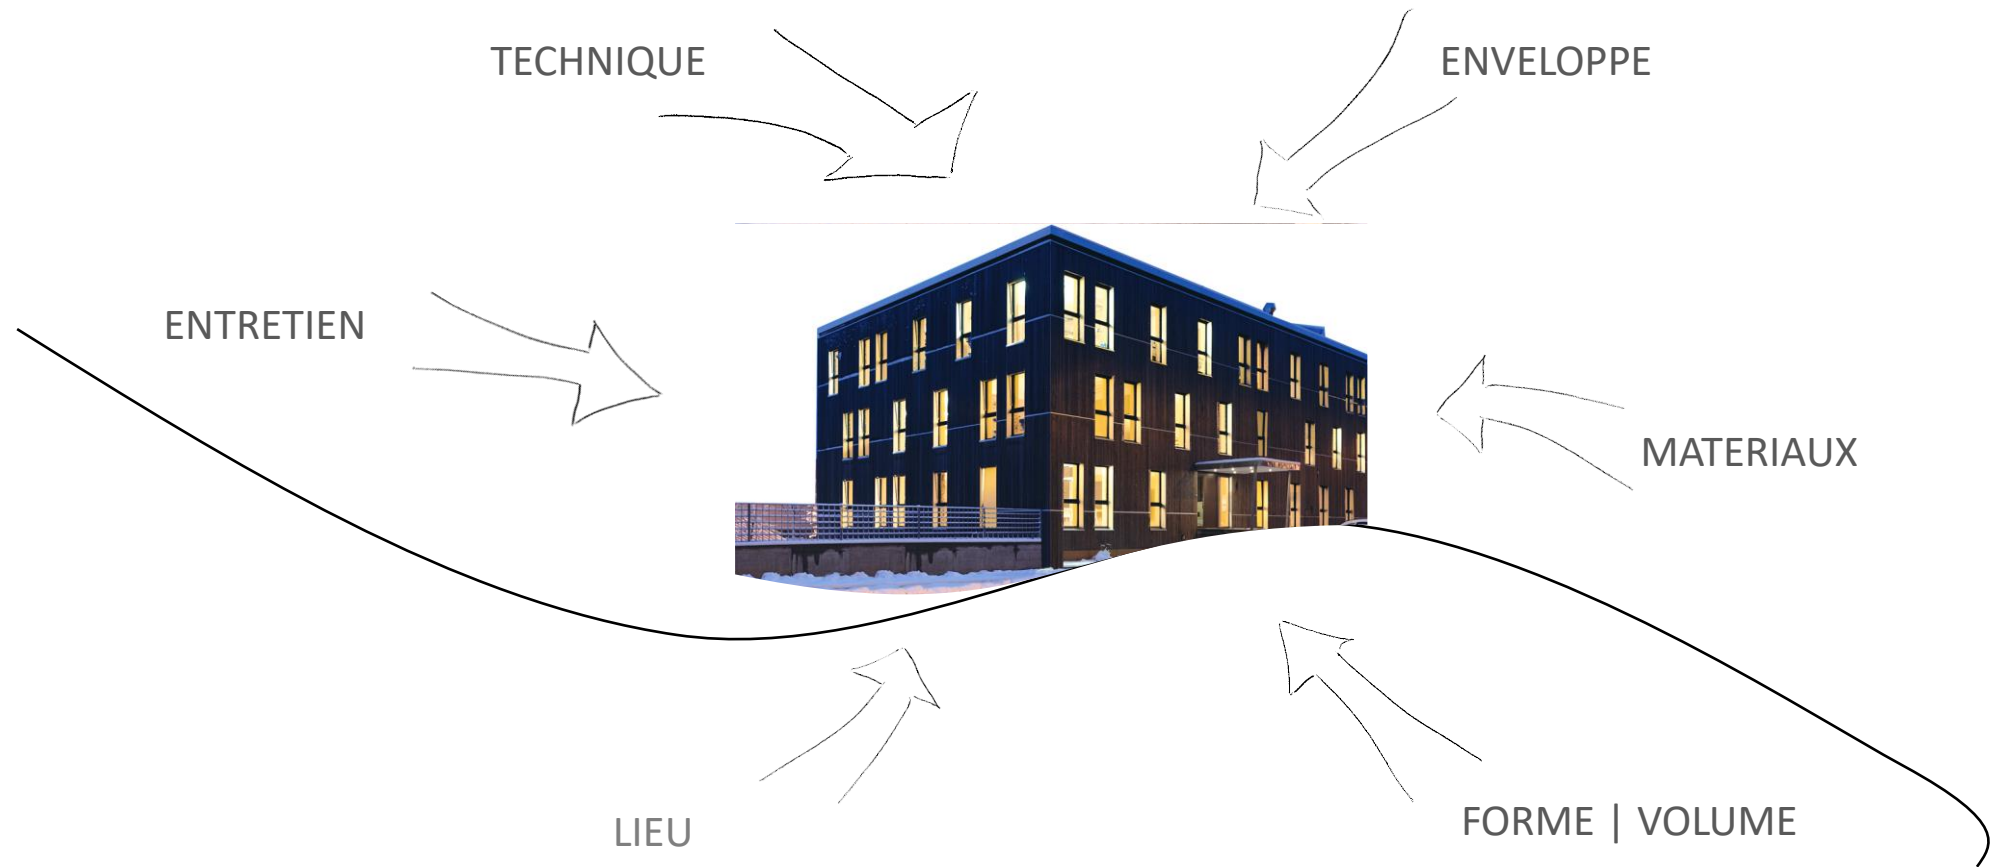 TECHNIQUE
ENVELOPPE
ENTRETIEN
MATERIAUX
LIEU
FORME | VOLUME